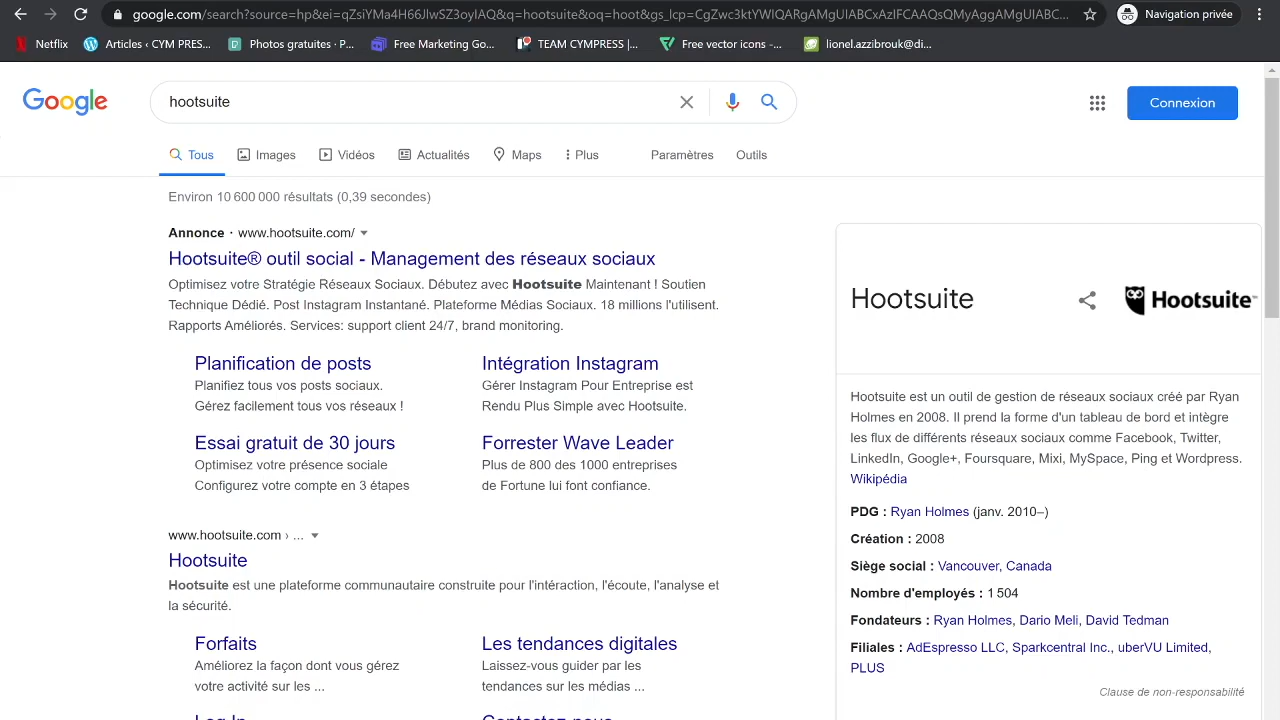 google.com/search?source=hp&ei=qZsiYMa4H66JlwSZ3oyIAQ&q=hootsuite&oq=hoot&gs_lcp=CgZwc3ktYWIQARgAMgUIABCxAzIFCAAQsQMyAggAMgUIABC...
Navigation privée
Netflix
Articles ‹ CYM PRES...
Photos gratuites · P...
Free Marketing Go...
TEAM CYMPRESS |...
Free vector icons -...
lionel.azzibrouk@di...
Google
hootsuite
Connexion
Tous
Images
Vidéos
Actualités
Maps
Plus
Paramètres
Outils
Environ 10 600 000 résultats (0,39 secondes)
Annonce · www.hootsuite.com/
Hootsuite® outil social - Management des réseaux sociaux
Optimisez votre Stratégie Réseaux Sociaux. Débutez avec Hootsuite Maintenant ! Soutien
Technique Dédié. Post Instagram Instantané. Plateforme Médias Sociaux. 18 millions l'utilisent.
Rapports Améliorés. Services: support client 24/7, brand monitoring.
Planification de posts
Planifiez tous vos posts sociaux.
Gérez facilement tous vos réseaux !
Intégration Instagram
Gérer Instagram Pour Entreprise est
Rendu Plus Simple avec Hootsuite.
Essai gratuit de 30 jours
Optimisez votre présence sociale
Configurez votre compte en 3 étapes
Forrester Wave Leader
Plus de 800 des 1000 entreprises
de Fortune lui font confiance.
www.hootsuite.com › ...
Hootsuite
Hootsuite est une plateforme communautaire construite pour l'intéraction, l'écoute, l'analyse et
la sécurité.
Forfaits
Améliorez la façon dont vous gérez
votre activité sur les ...
Les tendances digitales
Laissez-vous guider par les
tendances sur les médias ...
Log In
Contactez nous
Hootsuite
Hootsuite™
Hootsuite est un outil de gestion de réseaux sociaux créé par Ryan
Holmes en 2008. Il prend la forme d'un tableau de bord et intègre
les flux de différents réseaux sociaux comme Facebook, Twitter,
LinkedIn, Google+, Foursquare, Mixi, MySpace, Ping et Wordpress.
Wikipédia
PDG : Ryan Holmes (janv. 2010–)
Création : 2008
Siège social : Vancouver, Canada
Nombre d'employés : 1 504
Fondateurs : Ryan Holmes, Dario Meli, David Tedman
Filiales : AdEspresso LLC, Sparkcentral Inc., uberVU Limited,
PLUS
Clause de non-responsabilité